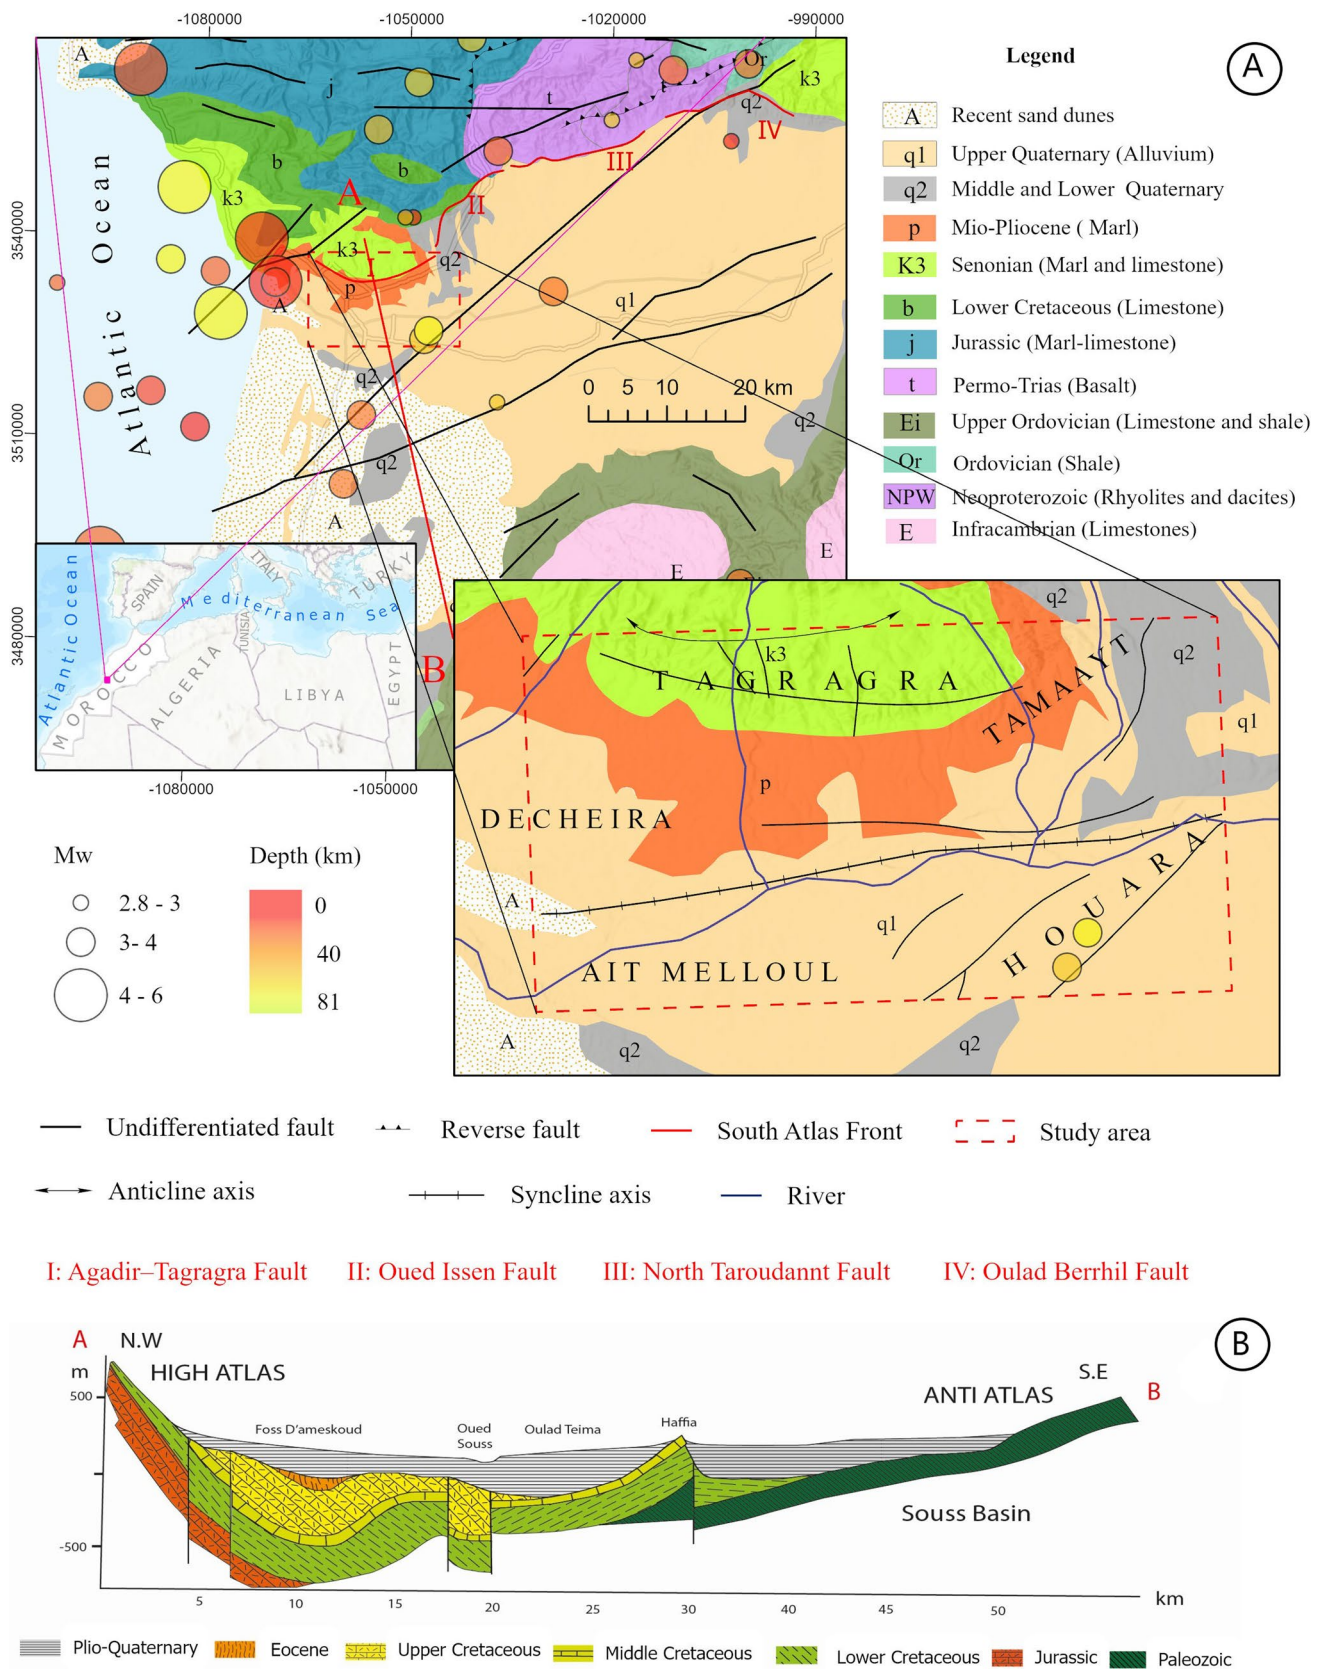 -1080000
-1050000
-1020000
-990000
A
Or
k3
j
t
q2
IV
b
b
III
k3
A
II
3540000
Atlantic Ocean
k3
q2
I
p
A
q1
q2
0 5 10 20 km
q2
3510000
q2
A
E
E
3480000
B
-1080000
-1050000
Legend
A
A Recent sand dunes
q1 Upper Quaternary (Alluvium)
q2 Middle and Lower Quaternary
p Mio-Pliocene ( Marl)
K3 Senonian (Marl and limestone)
b Lower Cretaceous (Limestone)
j Jurassic (Marl-limestone)
t Permo-Trias (Basalt)
Ei Upper Ordovician (Limestone and shale)
Or Ordovician (Shale)
NPW Neoproterozoic (Rhyolites and dacites)
E Infracambrian (Limestones)
Atlantic Ocean
SPAIN
ITALY
TURKY
Mediterranean Sea
TUNISIA
MOROCCO
ALGERIA
LIBYA
EGYPT
q2
k3
TAGRAGRA
TAMAAYT
q2
q1
p
DECHEIRA
A
q1
HOUARA
AIT MELLOUL
A
q2
q2
Mw
2.8 - 3
3- 4
4 - 6
Depth (km)
0
40
81
Undifferentiated fault
Reverse fault
South Atlas Front
Study area
Anticline axis
Syncline axis
River
I: Agadir–Tagragra Fault
II: Oued Issen Fault
III: North Taroudannt Fault
IV: Oulad Berrhil Fault
B
A N.W
m HIGH ATLAS
S.E
ANTI ATLAS B
500
Foss D'ameskoud
Oued
Souss
Oulad Teima
Haffia
Souss Basin
-500
5 10 15 20 25 30 40 45 50 km
Plio-Quaternary
Eocene
Upper Cretaceous
Middle Cretaceous
Lower Cretaceous
Jurassic
Paleozoic